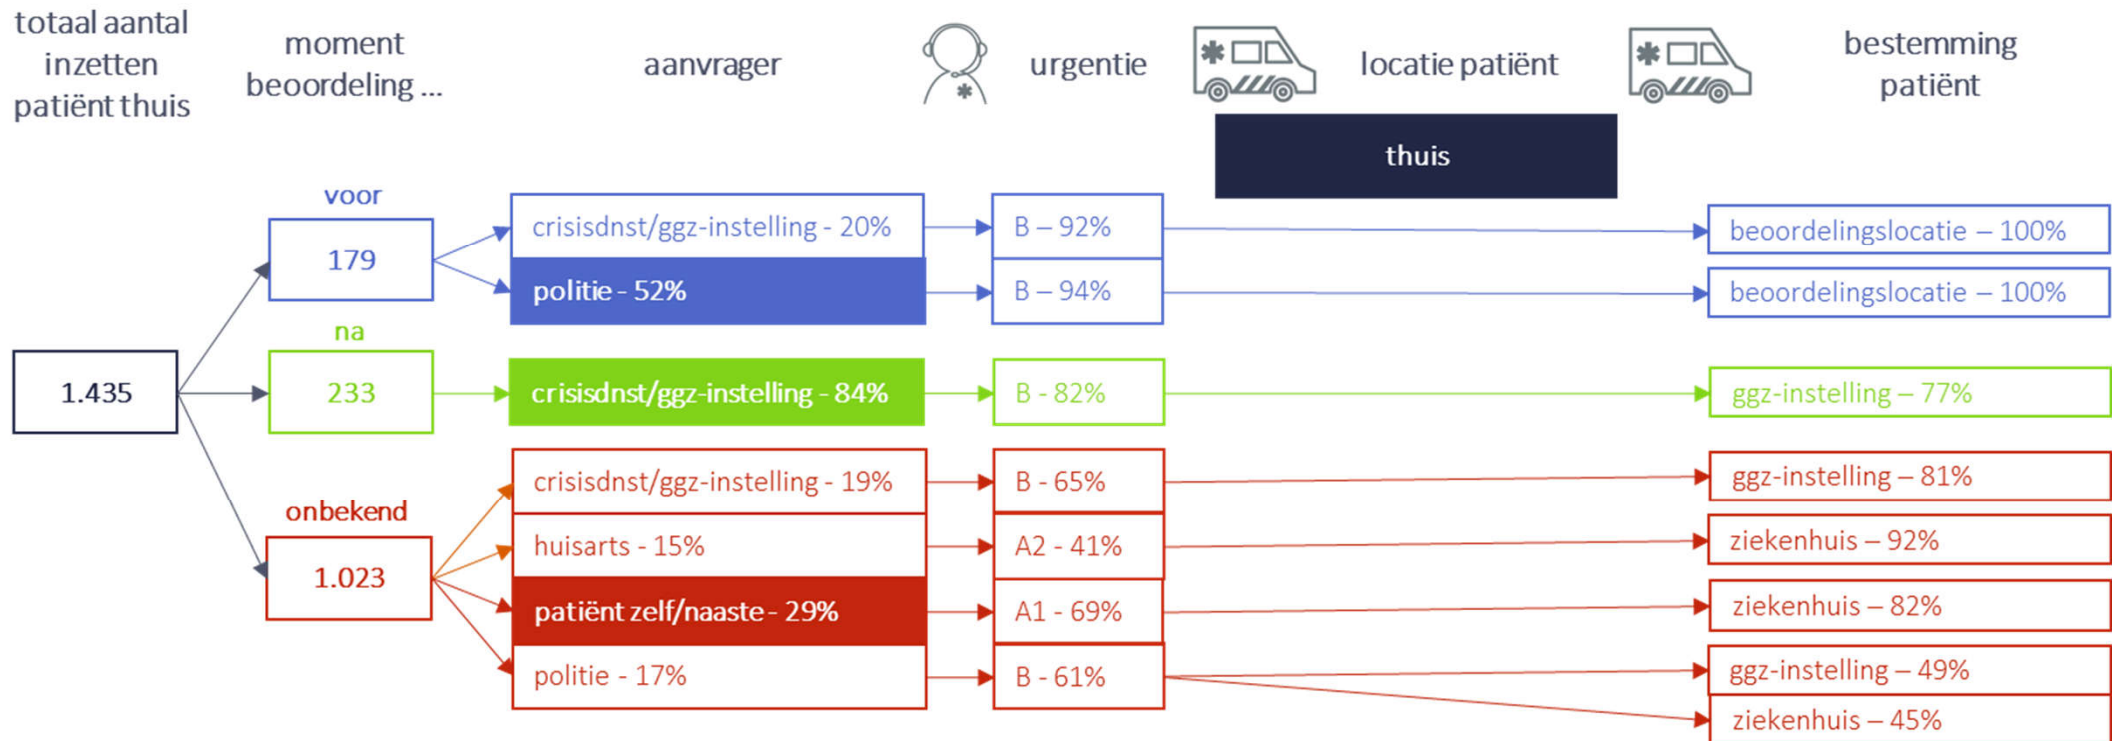 totaal aantal
inzetten
patiënt thuis
moment
beoordeling ...
aanvrager
urgentie
locatie patiënt
bestemming
patiënt
thuis
voor
179
crisisdnst/ggz-instelling - 20%
B – 92%
beoordelingslocatie – 100%
politie - 52%
B – 94%
beoordelingslocatie – 100%
1.435
na
233
crisisdnst/ggz-instelling - 84%
B - 82%
ggz-instelling – 77%
onbekend
1.023
crisisdnst/ggz-instelling - 19%
B - 65%
ggz-instelling – 81%
huisarts - 15%
A2 - 41%
ziekenhuis – 92%
patiënt zelf/naaste - 29%
A1 - 69%
ziekenhuis – 82%
politie - 17%
B - 61%
ggz-instelling – 49%
ziekenhuis – 45%